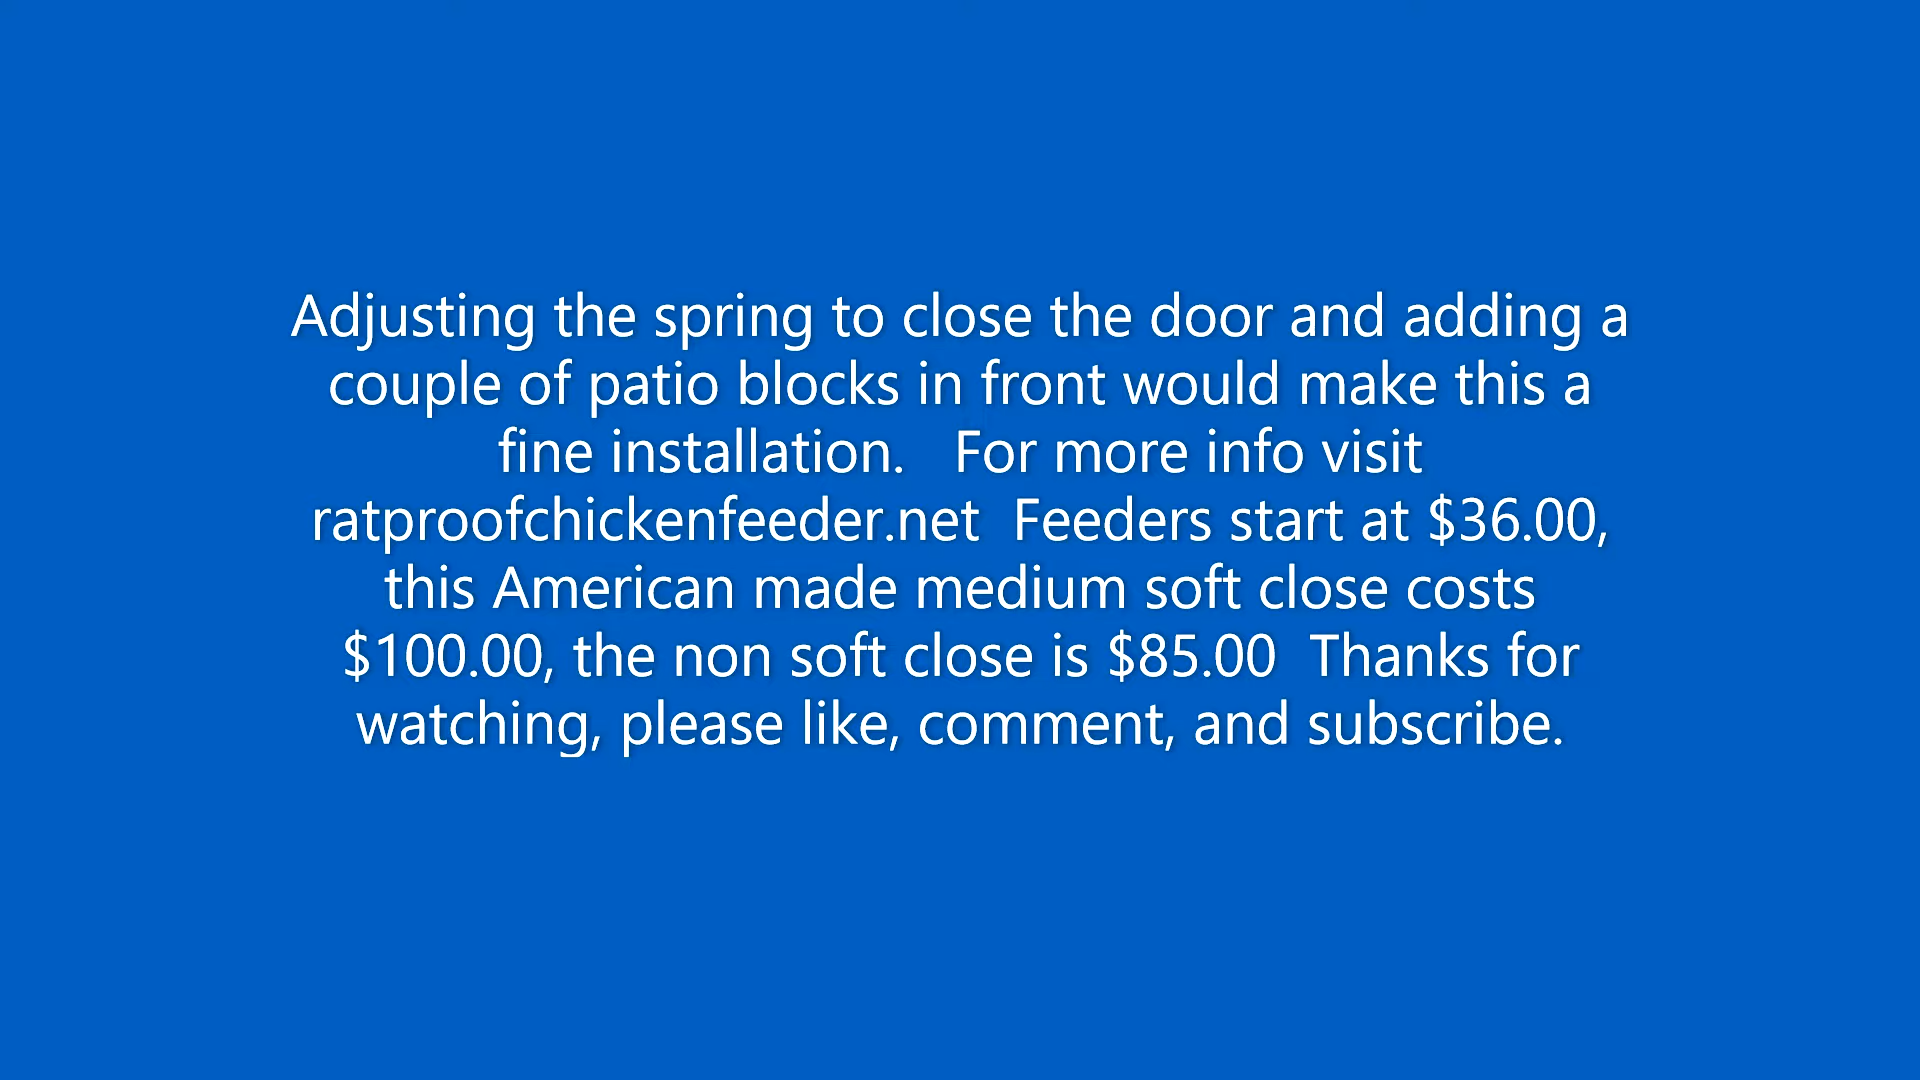 Adjusting the spring to close the door and adding a
couple of patio blocks in front would make this a
fine installation.   For more info visit
ratproofchickenfeeder.net  Feeders start at $36.00,
this American made medium soft close costs
$100.00, the non soft close is $85.00  Thanks for
watching, please like, comment, and subscribe.